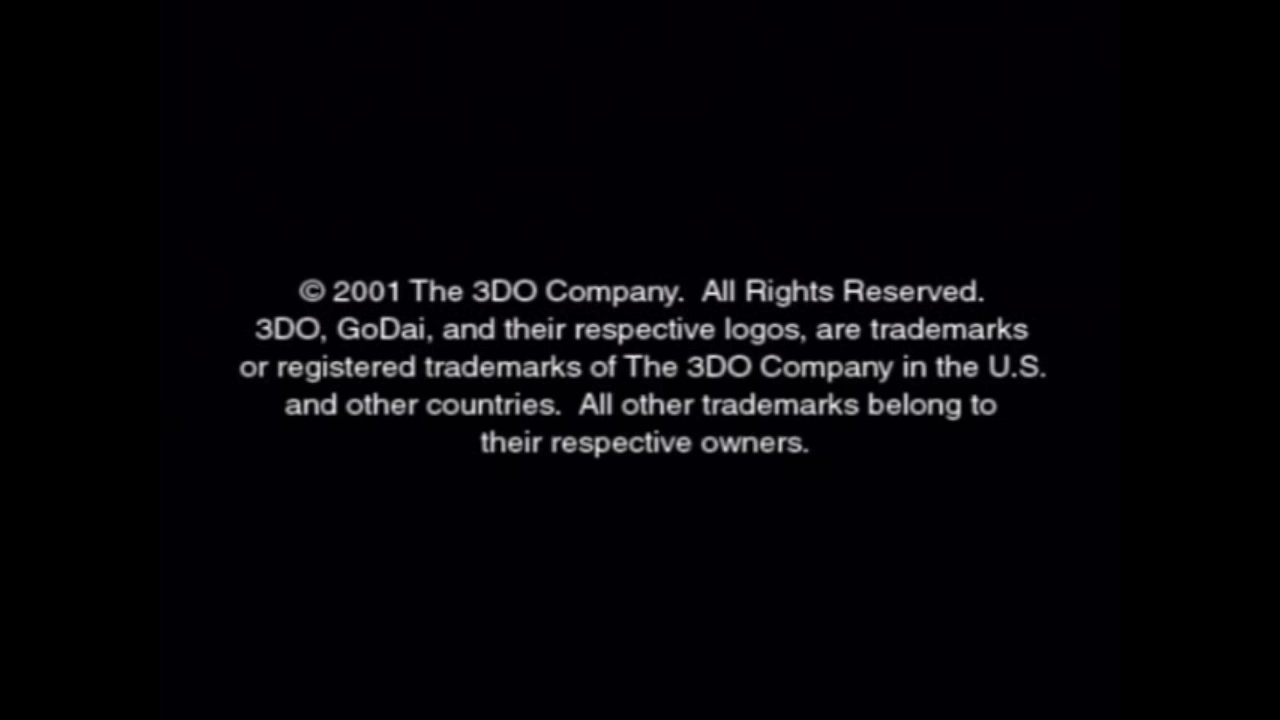 © 2001 The 3DO Company.  All Rights Reserved.
3DO, GoDai, and their respective logos, are trademarks
or registered trademarks of The 3DO Company in the U.S.
and other countries.  All other trademarks belong to
their respective owners.